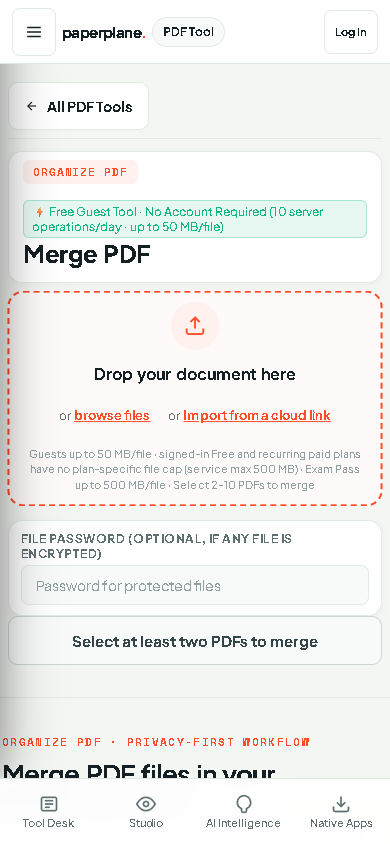 paperplane. PDF Tool Log In
← All PDF Tools
ORGANIZE PDF
⚡ Free Guest Tool · No Account Required (10 server
operations/day · up to 50 MB/file)
Merge PDF
Drop your document here
or browse files or Import from a cloud link
Guests up to 50 MB/file · signed-in Free and recurring paid plans
have no plan-specific file cap (service max 500 MB) · Exam Pass
up to 500 MB/file · Select 2-10 PDFs to merge
FILE PASSWORD (OPTIONAL, IF ANY FILE IS
ENCRYPTED)
Password for protected files
Select at least two PDFs to merge
ORGANIZE PDF · PRIVACY-FIRST WORKFLOW
Merge PDF files in your
Tool Desk Studio AI Intelligence Native Apps